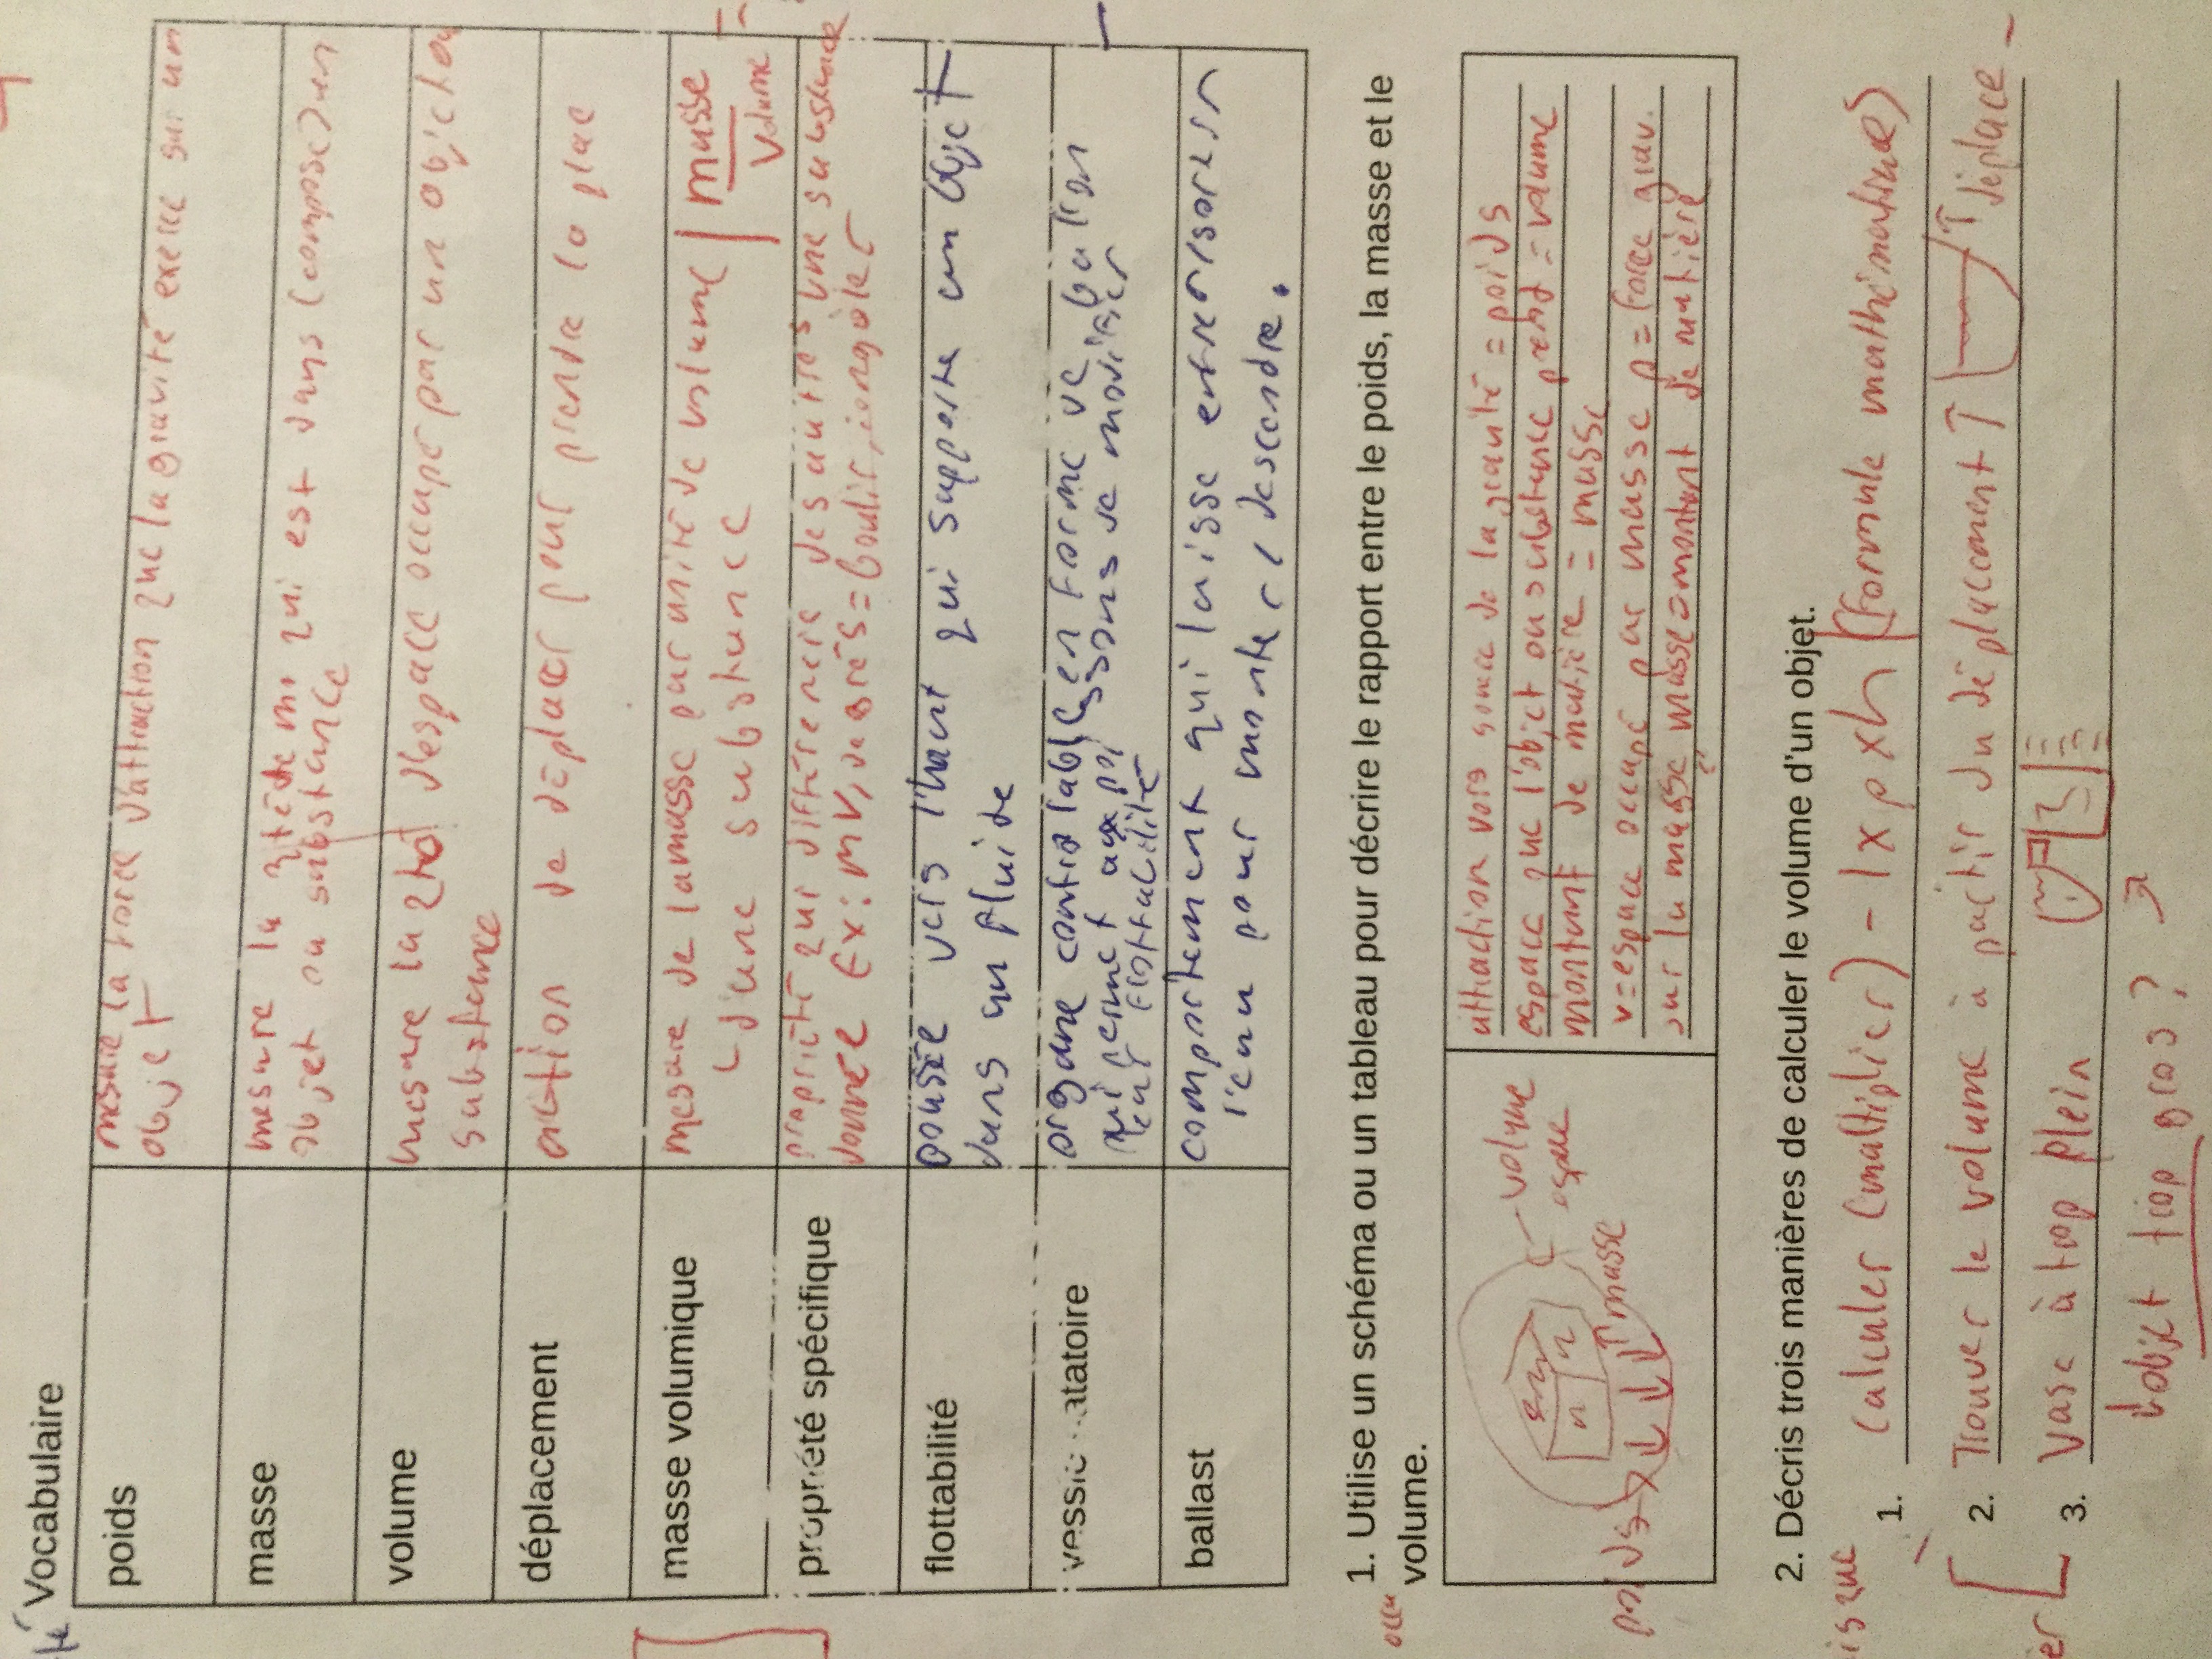 té
Vocabulaire
poids
mesure la force d'attraction que la gravité exerce sur un
objet
masse
mesure la qté de ma qui est dans (compose) un
objet ou substance
volume
mesure la qté d'espace occupé par un objet ou
substance
déplacement
action de déplacer pour prendre la place
masse volumique
mesure de la masse par unité de volume | masse
↳ d'une substance volume =
propriété spécifique
propriété qui différencie des autres une substance
donnée Ex: MV, degrés = boulir, congeler
flottabilité
poussée vers l'haut qui supporte un objet
dans un fluide
vessie natatoire
organe controlable en forme de ballon
qui permet aux poissons de modifier
leur flottabilité
ballast
comportement qui laisse entrer/sortir
l'eau pour monter/descendre.
1. Utilise un schéma ou un tableau pour décrire le rapport entre le poids, la masse et le
occu
volume.
volume
espace
masse
poids
attraction vers source de la gravité = poids
espace que l'objet ou substance prend = volume
montant de matière = masse
v=espace occupé par masse p=force grav.
sur la masse masse=montant de matière
2. Décris trois manières de calculer le volume d'un objet.
1. calculer (multiplier) - l x p x h (formule mathématique)
2. Trouver le volume à partir du déplacement ↑ ↑ déplace
er
3. vase à trop plein
↳ objet trop gros? ↗